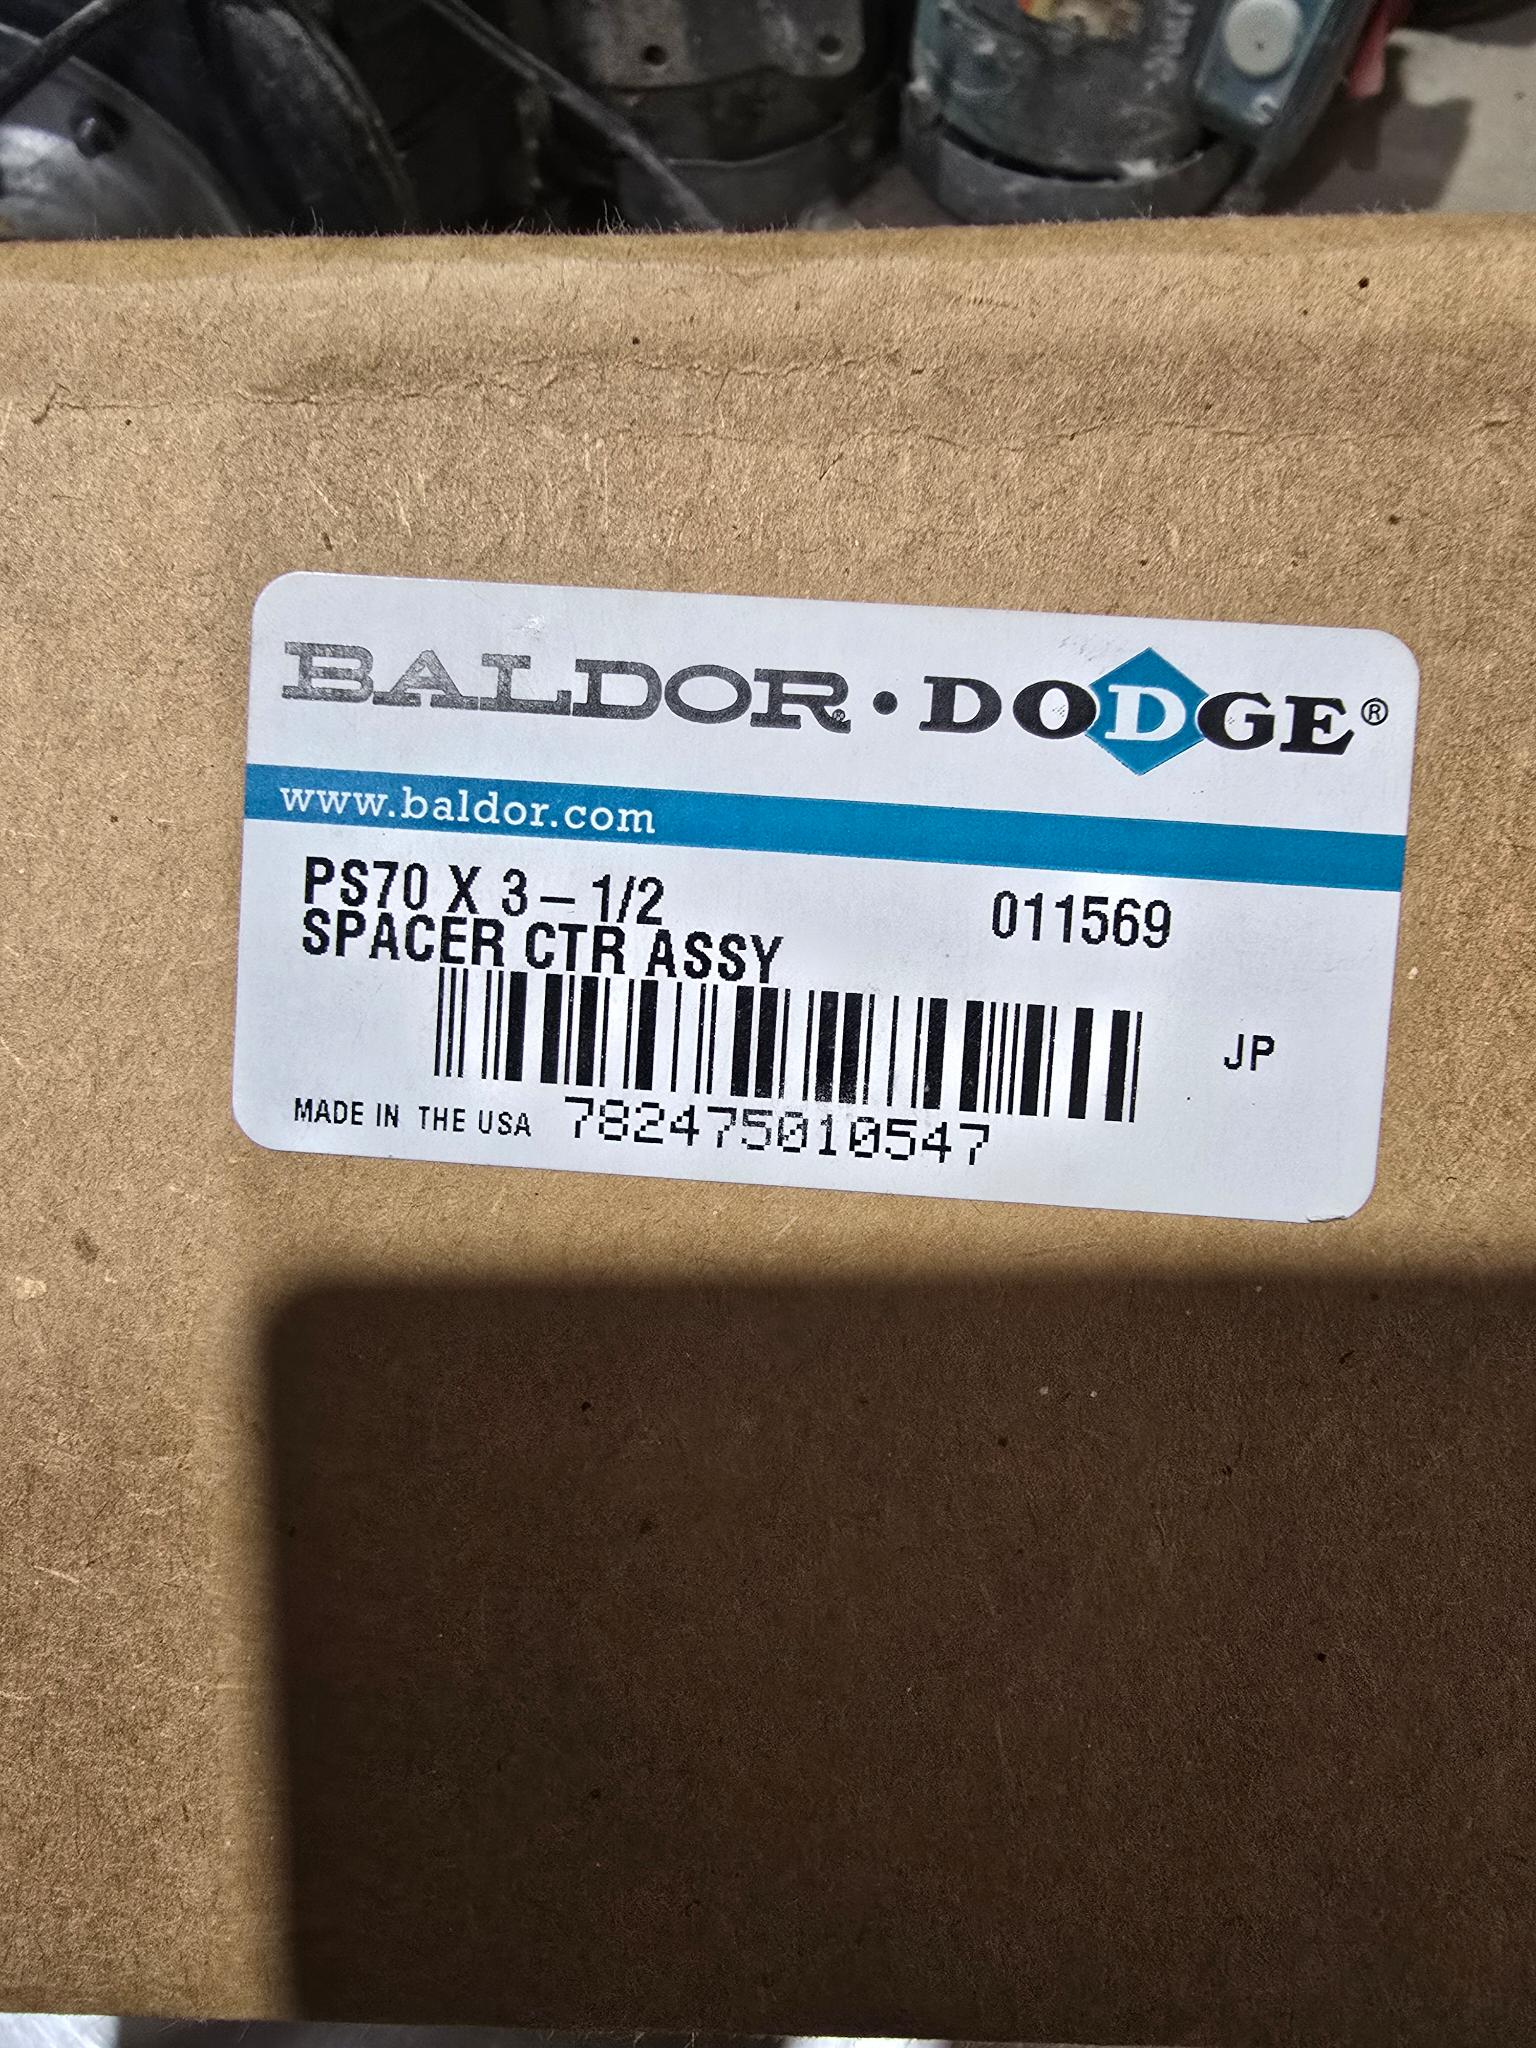 BALDOR® • DODGE®
www.baldor.com
PS70 X 3 – 1/2 011569
SPACER CTR ASSY
JP
MADE IN THE USA 782475010547